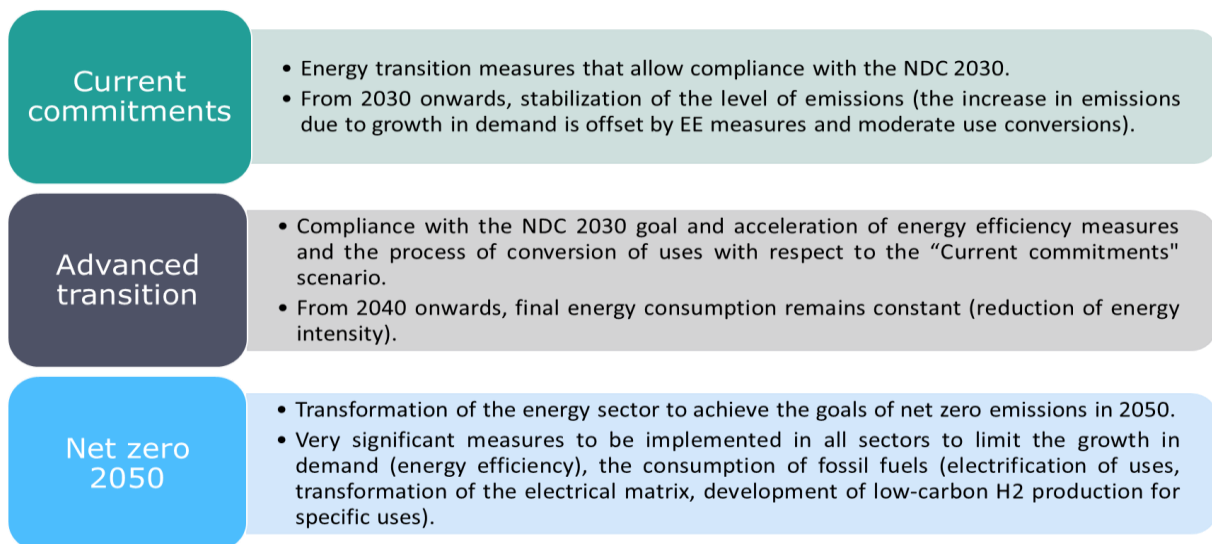 Current
commitments
• Energy transition measures that allow compliance with the NDC 2030.
• From 2030 onwards, stabilization of the level of emissions (the increase in emissions
due to growth in demand is offset by EE measures and moderate use conversions).
Advanced
transition
• Compliance with the NDC 2030 goal and acceleration of energy efficiency measures
and the process of conversion of uses with respect to the “Current commitments"
scenario.
• From 2040 onwards, final energy consumption remains constant (reduction of energy
intensity).
Net zero
2050
• Transformation of the energy sector to achieve the goals of net zero emissions in 2050.
• Very significant measures to be implemented in all sectors to limit the growth in
demand (energy efficiency), the consumption of fossil fuels (electrification of uses,
transformation of the electrical matrix, development of low-carbon H2 production for
specific uses).